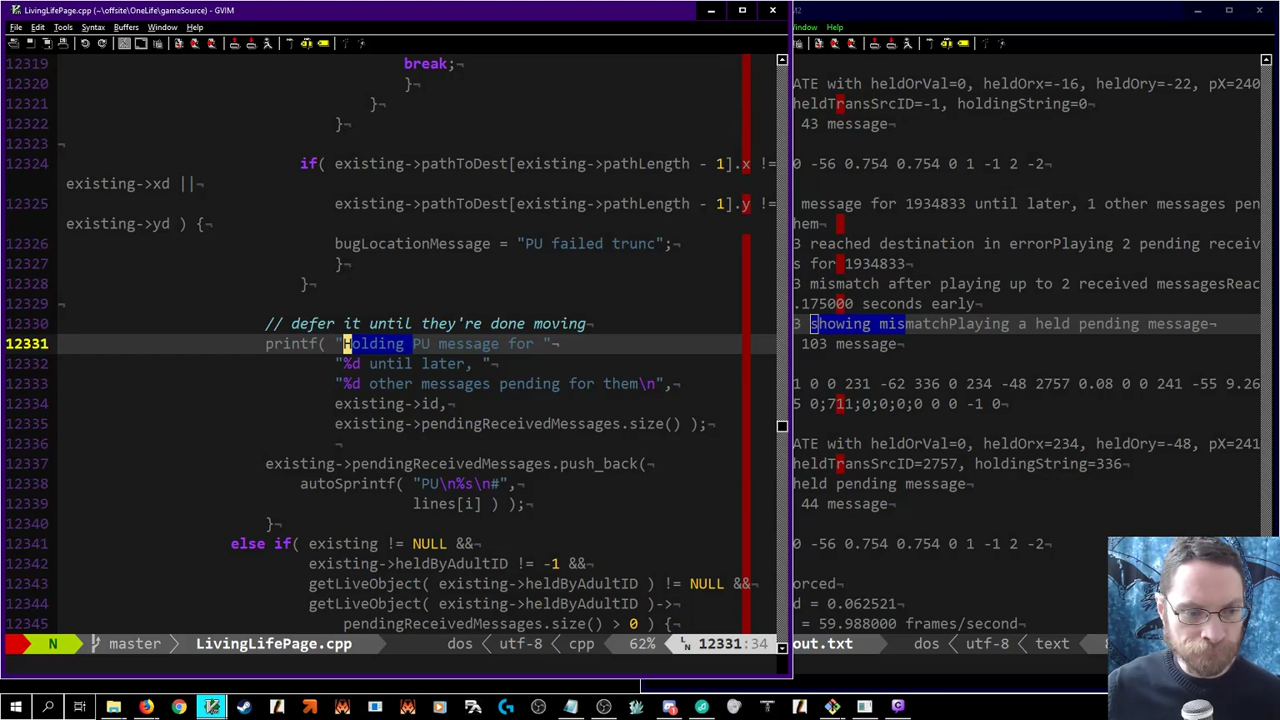 LivingLifePage.cpp (~\offsite\OneLife\gameSource) - GVIM
File Edit Tools Syntax Buffers Window Help
12319 break;¬
12320 }¬
12321 }¬
12322 }¬
12323 ¬
12324 if( existing->pathToDest[existing->pathLength - 1].x !=
existing->xd ||¬
12325 existing->pathToDest[existing->pathLength - 1].y !=
existing->yd ) {¬
12326 bugLocationMessage = "PU failed trunc";¬
12327 }¬
12328 }¬
12329 ¬
12330 // defer it until they're done moving¬
12331 printf( "Holding PU message for "¬
12332 "%d until later, "¬
12333 "%d other messages pending for them\n",¬
12334 existing->id,¬
12335 existing->pendingReceivedMessages.size() );¬
12336 ¬
12337 existing->pendingReceivedMessages.push_back(¬
12338 autoSprintf( "PU\n%s\n#",¬
12339 lines[i] ) );¬
12340 }¬
12341 else if( existing != NULL &&¬
12342 existing->heldByAdultID != -1 &&¬
12343 getLiveObject( existing->heldByAdultID ) != NULL &&¬
12344 getLiveObject( existing->heldByAdultID )->¬
12345 pendingReceivedMessages.size() > 0 ) {¬
N master LivingLifePage.cpp dos utf-8 cpp 62% LN 12331:34
Window Help
ATE with heldOrVal=0, heldOrx=-16, heldOry=-22, pX=240
heldTransSrcID=-1, holdingString=0¬
43 message¬
0 -56 0.754 0.754 0 1 -1 2 -2¬
message for 1934833 until later, 1 other messages pen
hem
3 reached destination in errorPlaying 2 pending receiv
s for 1934833¬
3 mismatch after playing up to 2 received messagesReac
.175000 seconds early¬
3 showing mismatchPlaying a held pending message¬
103 message¬
1 0 0 231 -62 336 0 234 -48 2757 0.08 0 0 241 -55 9.26
5 0;711;0;0;0;0 0 0 -1 0¬
ATE with heldOrVal=0, heldOrx=234, heldOry=-48, pX=241
heldTransSrcID=2757, holdingString=336¬
held pending message¬
44 message¬
0 -56 0.754 0.754 0 1 -1 2 -2¬
orced¬
d = 0.062521¬
= 59.988000 frames/second¬
out.txt dos utf-8 text